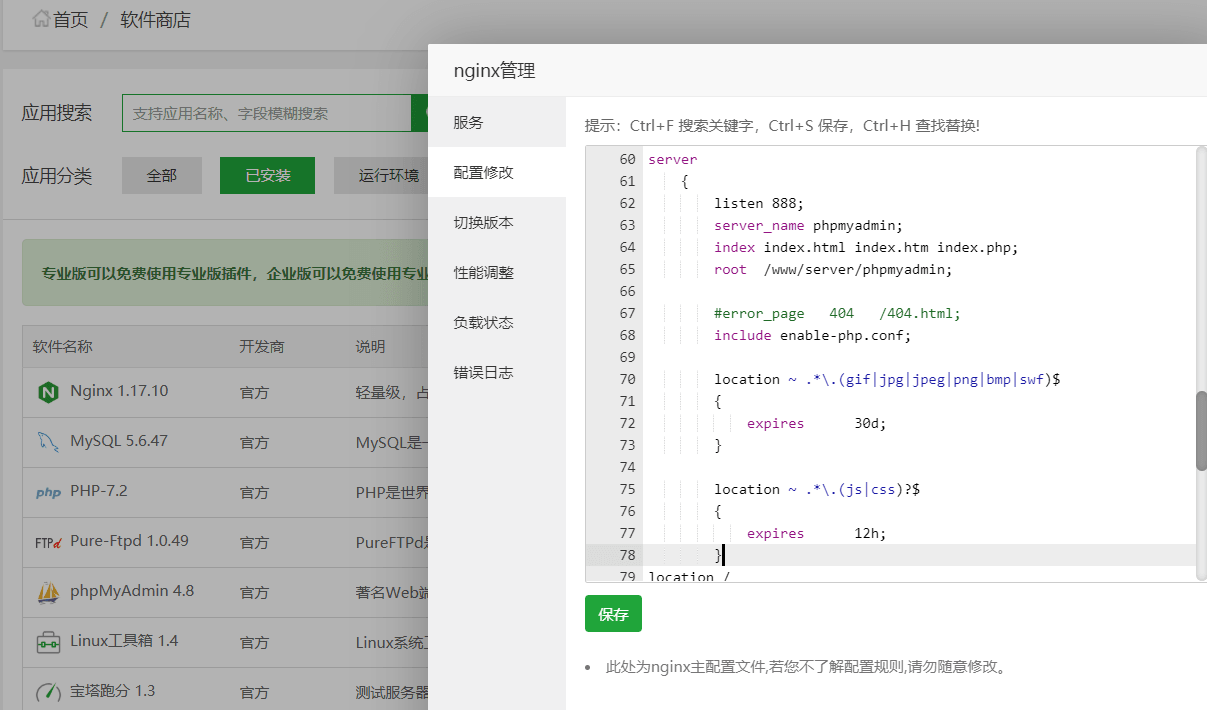 首页 / 软件商店
应用搜索
支持应用名称、字段模糊搜索
应用分类
全部
已安装
运行环境
专业版可以免费使用专业版插件，企业版可以免费使用专业
软件名称 开发商 说明
Nginx 1.17.10 官方 轻量级，占
MySQL 5.6.47 官方 MySQL是一
php PHP-7.2 官方 PHP是世界
FTPd Pure-Ftpd 1.0.49 官方 PureFTPd是
phpMyAdmin 4.8 官方 著名Web端
Linux工具箱 1.4 官方 Linux系统工
宝塔跑分 1.3 官方 测试服务器
nginx管理
服务
配置修改
切换版本
性能调整
负载状态
错误日志
提示：Ctrl+F 搜索关键字，Ctrl+S 保存，Ctrl+H 查找替换!
60 server
61 {
62 listen 888;
63 server_name phpmyadmin;
64 index index.html index.htm index.php;
65 root  /www/server/phpmyadmin;
66
67 #error_page   404   /404.html;
68 include enable-php.conf;
69
70 location ~ .*\.(gif|jpg|jpeg|png|bmp|swf)$
71 {
72 expires      30d;
73 }
74
75 location ~ .*\.(js|css)?$
76 {
77 expires      12h;
78 }
79 location /
保存
此处为nginx主配置文件,若您不了解配置规则,请勿随意修改。